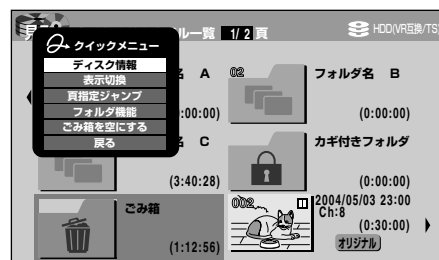 見るナビ
ル一覧 1/2 頁
HDD(VR互換/TS)
クイックメニュー
ディスク情報
表示切換
頁指定ジャンプ
フォルダ機能
ごみ箱を空にする
戻る
名 A
:00:00)
02
フォルダ名 B
(0:00:00)
名 C
(3:40:28)
カギ付きフォルダ
(0:00:00)
ごみ箱
(1:12:56)
002
2004/05/03 23:00
Ch:8
(0:30:00)
オリジナル